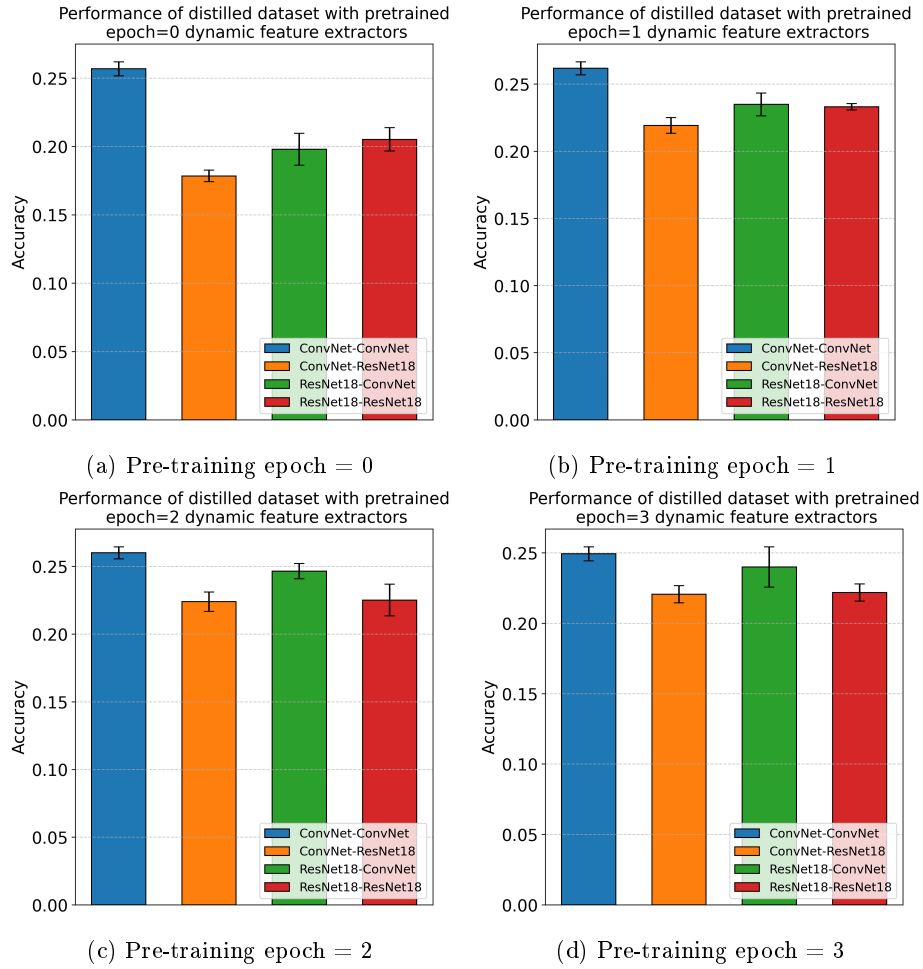 Performance of distilled dataset with pretrained
epoch=0 dynamic feature extractors
Accuracy
0.25
0.20
0.15
0.10
0.05
0.00
ConvNet-ConvNet
ConvNet-ResNet18
ResNet18-ConvNet
ResNet18-ResNet18
(a) Pre-training epoch = 0
Performance of distilled dataset with pretrained
epoch=1 dynamic feature extractors
Accuracy
0.25
0.20
0.15
0.10
0.05
0.00
ConvNet-ConvNet
ConvNet-ResNet18
ResNet18-ConvNet
ResNet18-ResNet18
(b) Pre-training epoch = 1
Performance of distilled dataset with pretrained
epoch=2 dynamic feature extractors
Accuracy
0.25
0.20
0.15
0.10
0.05
0.00
ConvNet-ConvNet
ConvNet-ResNet18
ResNet18-ConvNet
ResNet18-ResNet18
(c) Pre-training epoch = 2
Performance of distilled dataset with pretrained
epoch=3 dynamic feature extractors
Accuracy
0.25
0.20
0.15
0.10
0.05
0.00
ConvNet-ConvNet
ConvNet-ResNet18
ResNet18-ConvNet
ResNet18-ResNet18
(d) Pre-training epoch = 3